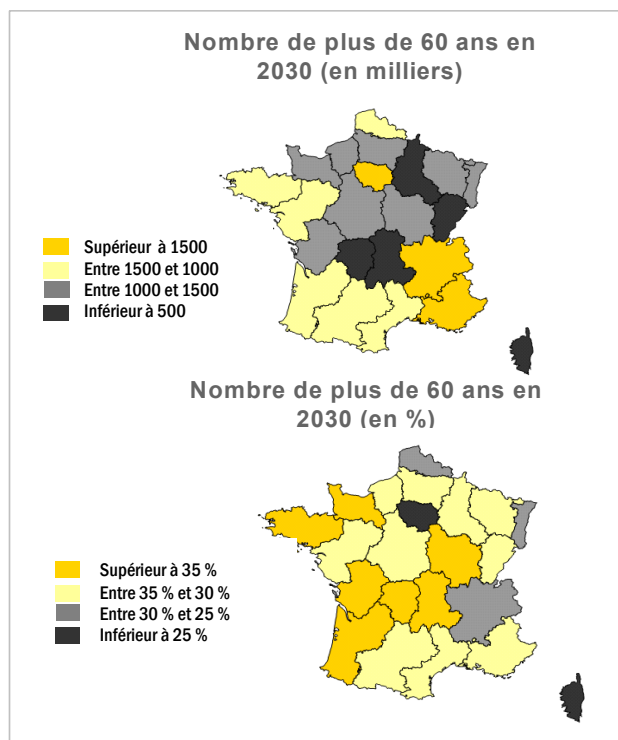 Nombre de plus de 60 ans en
2030 (en milliers)
Supérieur à 1500
Entre 1500 et 1000
Entre 1000 et 1500
Inférieur à 500
Nombre de plus de 60 ans en
2030 (en %)
Supérieur à 35 %
Entre 35 % et 30 %
Entre 30 % et 25 %
Inférieur à 25 %